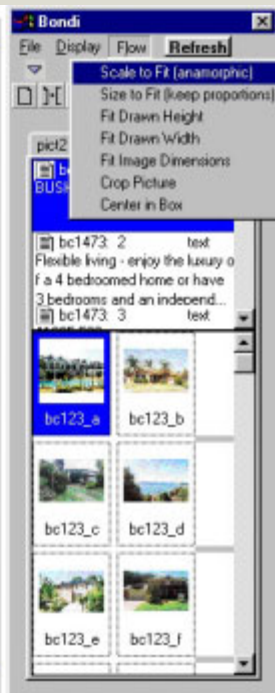 Bondi
File Display Flow Refresh
Scale to Fit (anamorphic)
Size to Fit (keep proportions)
Fit Drawn Height
Fit Drawn Width
Fit Image Dimensions
Crop Picture
Center in Box
pict2
BUSH
bc1473: 2 text
Flexible living - enjoy the luxury o
f a 4 bedroomed home or have
3 bedrooms and an independ...
bc1473: 3 text
bc123_a bc123_b
bc123_c bc123_d
bc123_e bc123_f